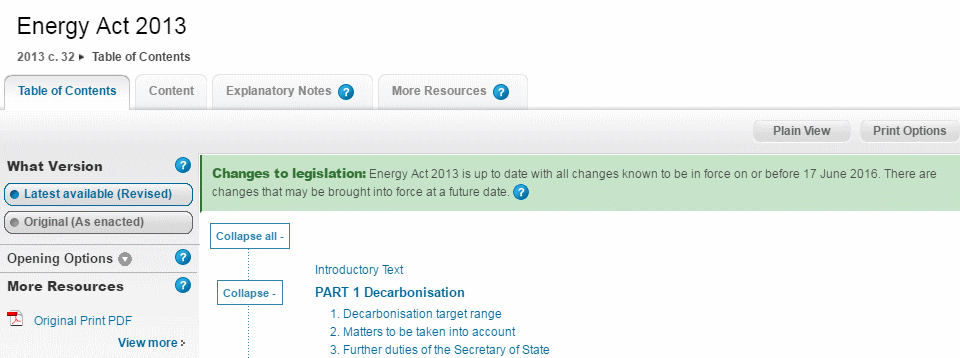 Energy Act 2013
2013 c. 32 ▸ Table of Contents
Table of Contents
Content
Explanatory Notes ?
More Resources ?
Plain View
Print Options
What Version ?
Latest available (Revised)
Original (As enacted)
Opening Options ?
More Resources ?
Original Print PDF
View more
Changes to legislation: Energy Act 2013 is up to date with all changes known to be in force on or before 17 June 2016. There are
changes that may be brought into force at a future date. ?
Collapse all -
Introductory Text
Collapse -
PART 1 Decarbonisation
1. Decarbonisation target range
2. Matters to be taken into account
3. Further duties of the Secretary of State